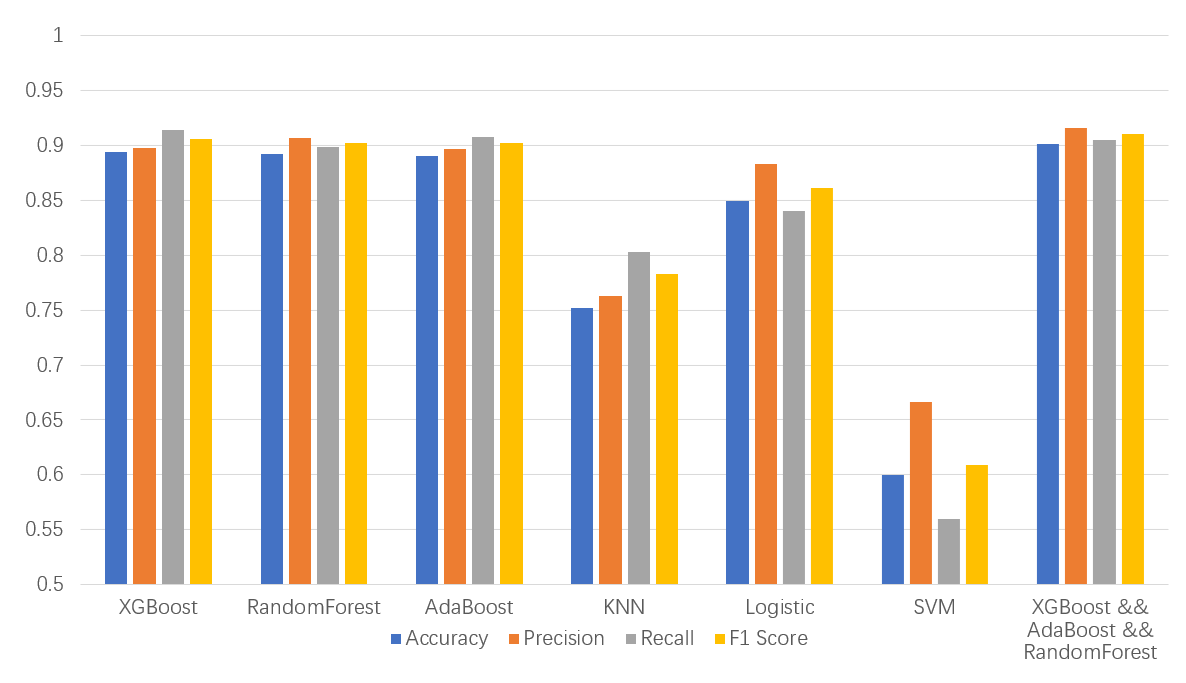 1
0.95
0.9
0.85
0.8
0.75
0.7
0.65
0.6
0.55
0.5
XGBoost
RandomForest
AdaBoost
KNN
Logistic
SVM
XGBoost &&
AdaBoost &&
RandomForest
Accuracy
Precision
Recall
F1 Score